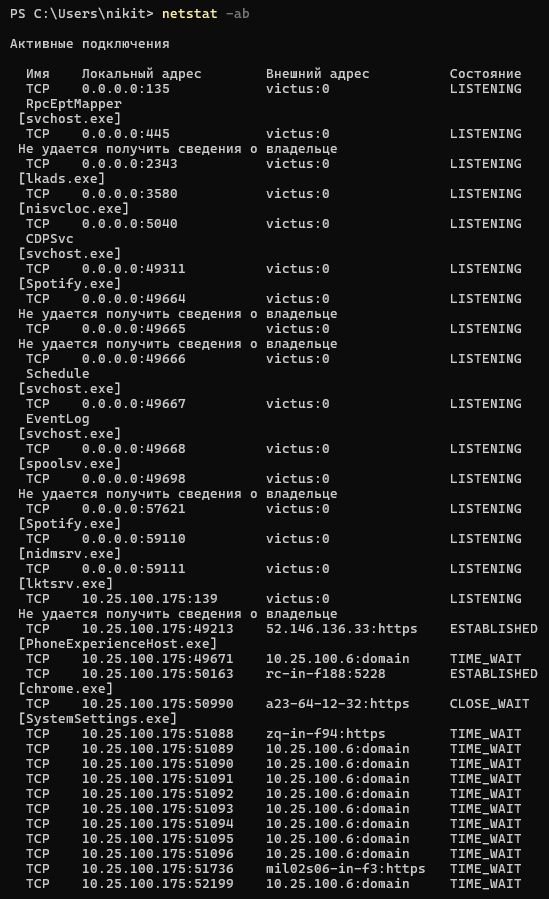 PS C:\Users\nikit> netstat -ab
Активные подключения
Имя Локальный адрес Внешний адрес Состояние
TCP 0.0.0.0:135 victus:0 LISTENING
RpcEptMapper
[svchost.exe]
TCP 0.0.0.0:445 victus:0 LISTENING
Не удается получить сведения о владельце
TCP 0.0.0.0:2343 victus:0 LISTENING
[lkads.exe]
TCP 0.0.0.0:3580 victus:0 LISTENING
[nisvcloc.exe]
TCP 0.0.0.0:5040 victus:0 LISTENING
CDPSvc
[svchost.exe]
TCP 0.0.0.0:49311 victus:0 LISTENING
[Spotify.exe]
TCP 0.0.0.0:49664 victus:0 LISTENING
Не удается получить сведения о владельце
TCP 0.0.0.0:49665 victus:0 LISTENING
Не удается получить сведения о владельце
TCP 0.0.0.0:49666 victus:0 LISTENING
Schedule
[svchost.exe]
TCP 0.0.0.0:49667 victus:0 LISTENING
EventLog
[svchost.exe]
TCP 0.0.0.0:49668 victus:0 LISTENING
[spoolsv.exe]
TCP 0.0.0.0:49698 victus:0 LISTENING
Не удается получить сведения о владельце
TCP 0.0.0.0:57621 victus:0 LISTENING
[Spotify.exe]
TCP 0.0.0.0:59110 victus:0 LISTENING
[nidmsrv.exe]
TCP 0.0.0.0:59111 victus:0 LISTENING
[lktsrv.exe]
TCP 10.25.100.175:139 victus:0 LISTENING
Не удается получить сведения о владельце
TCP 10.25.100.175:49213 52.146.136.33:https ESTABLISHED
[PhoneExperienceHost.exe]
TCP 10.25.100.175:49671 10.25.100.6:domain TIME_WAIT
TCP 10.25.100.175:50163 rc-in-f188:5228 ESTABLISHED
[chrome.exe]
TCP 10.25.100.175:50990 a23-64-12-32:https CLOSE_WAIT
[SystemSettings.exe]
TCP 10.25.100.175:51088 zq-in-f94:https TIME_WAIT
TCP 10.25.100.175:51089 10.25.100.6:domain TIME_WAIT
TCP 10.25.100.175:51090 10.25.100.6:domain TIME_WAIT
TCP 10.25.100.175:51091 10.25.100.6:domain TIME_WAIT
TCP 10.25.100.175:51092 10.25.100.6:domain TIME_WAIT
TCP 10.25.100.175:51093 10.25.100.6:domain TIME_WAIT
TCP 10.25.100.175:51094 10.25.100.6:domain TIME_WAIT
TCP 10.25.100.175:51095 10.25.100.6:domain TIME_WAIT
TCP 10.25.100.175:51096 10.25.100.6:domain TIME_WAIT
TCP 10.25.100.175:51736 mil02s06-in-f3:https TIME_WAIT
TCP 10.25.100.175:52199 10.25.100.6:domain TIME_WAIT